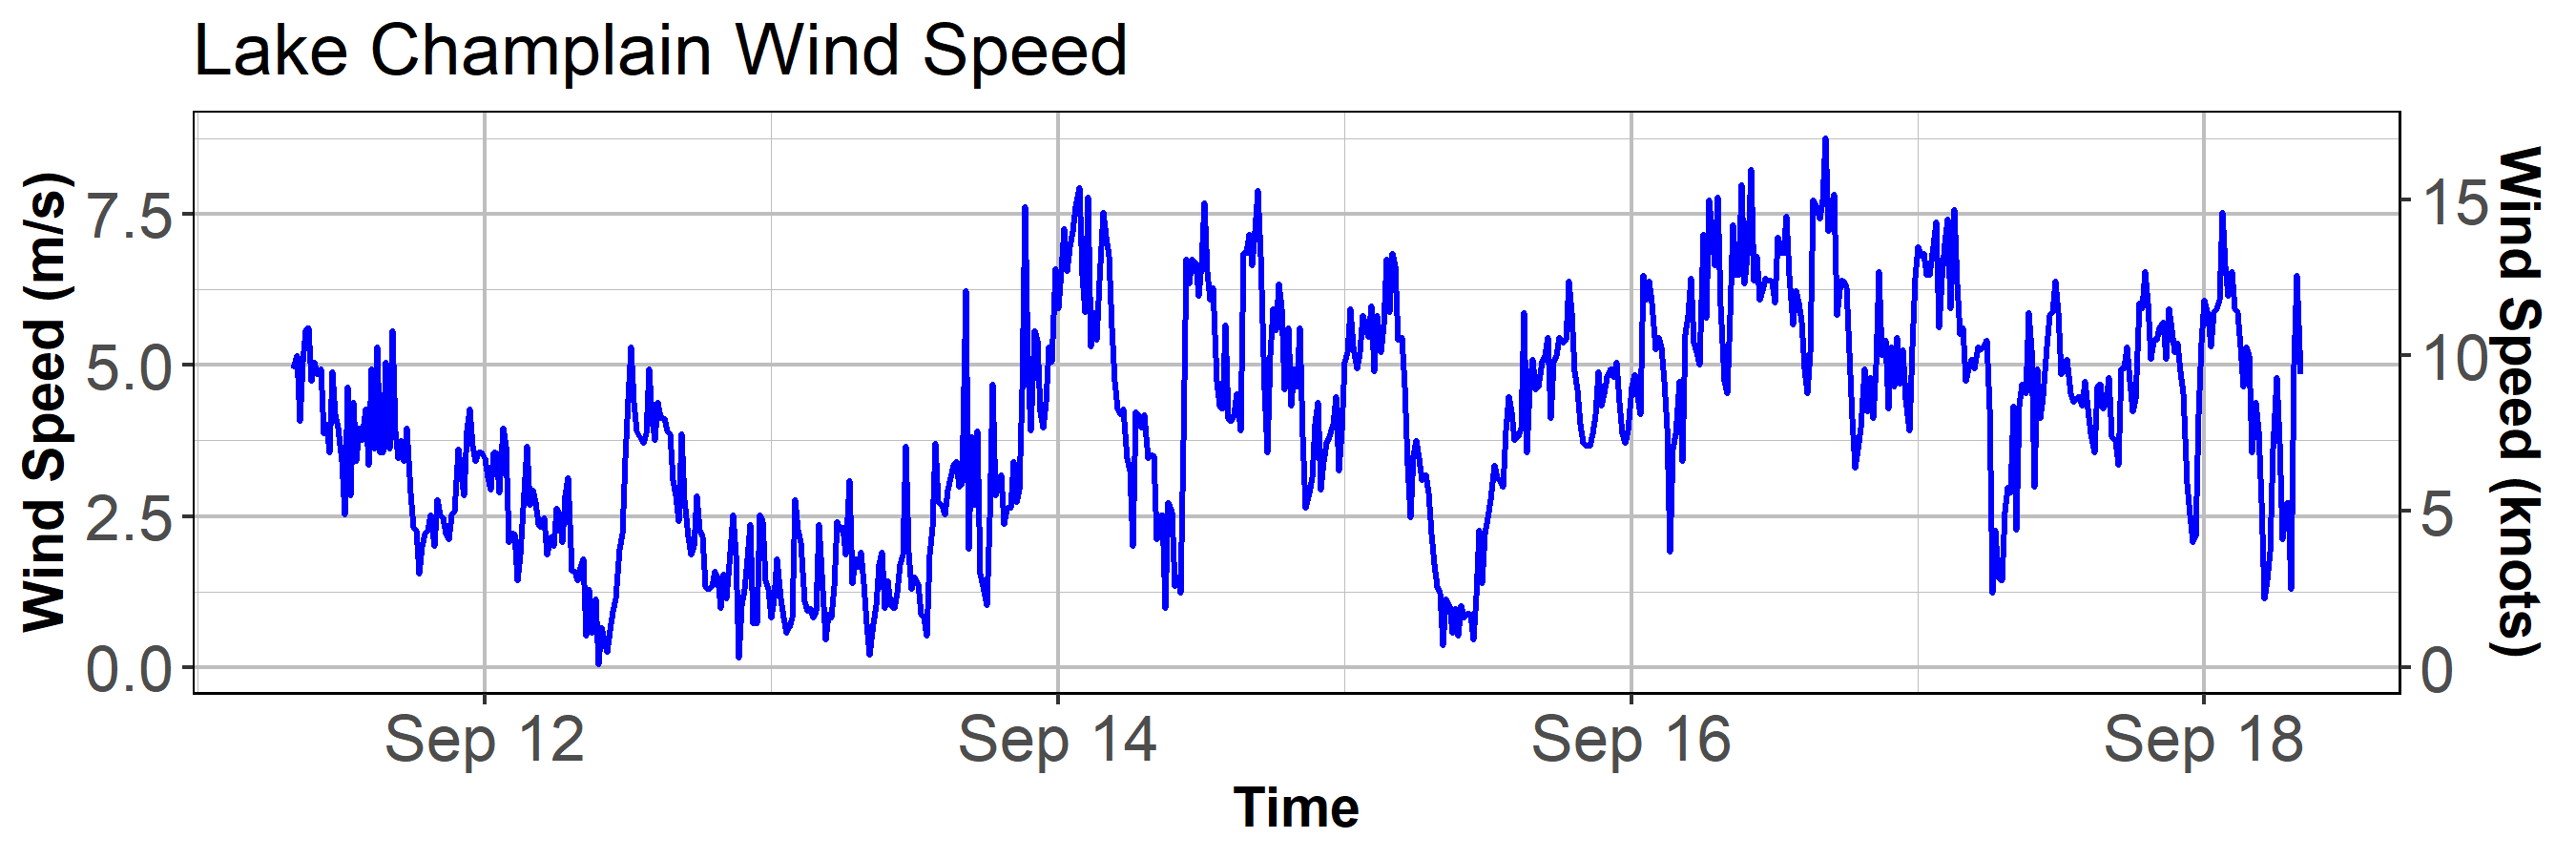 Lake Champlain Wind Speed
Wind Speed (m/s)
7.5
5.0
2.5
0.0
15
10
5
0
Wind Speed (knots)
Sep 12 Sep 14 Sep 16 Sep 18
Time